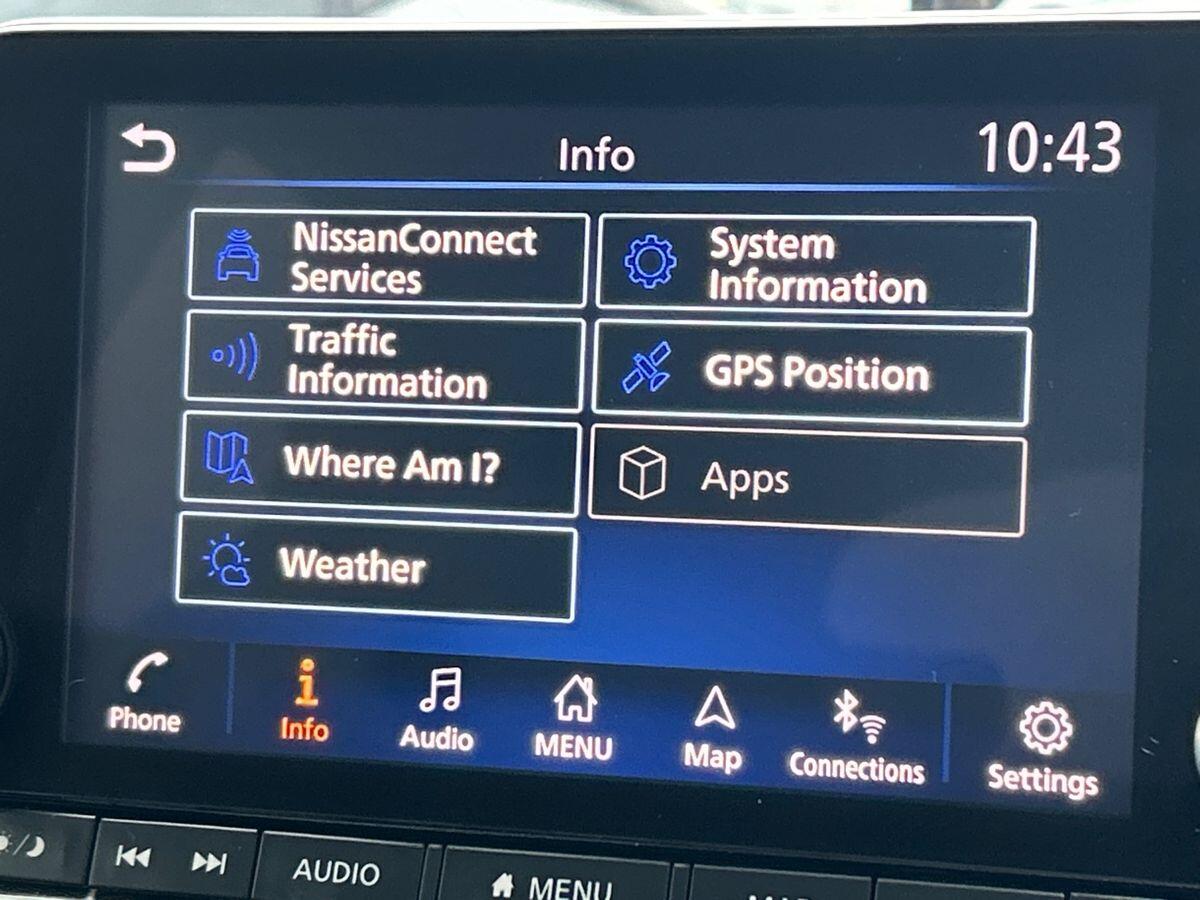 Info
10:43
NissanConnect
Services
System
Information
Traffic
Information
GPS Position
Where Am I?
Apps
Weather
Phone
Info
Audio
MENU
Map
Connections
Settings
AUDIO
MENU